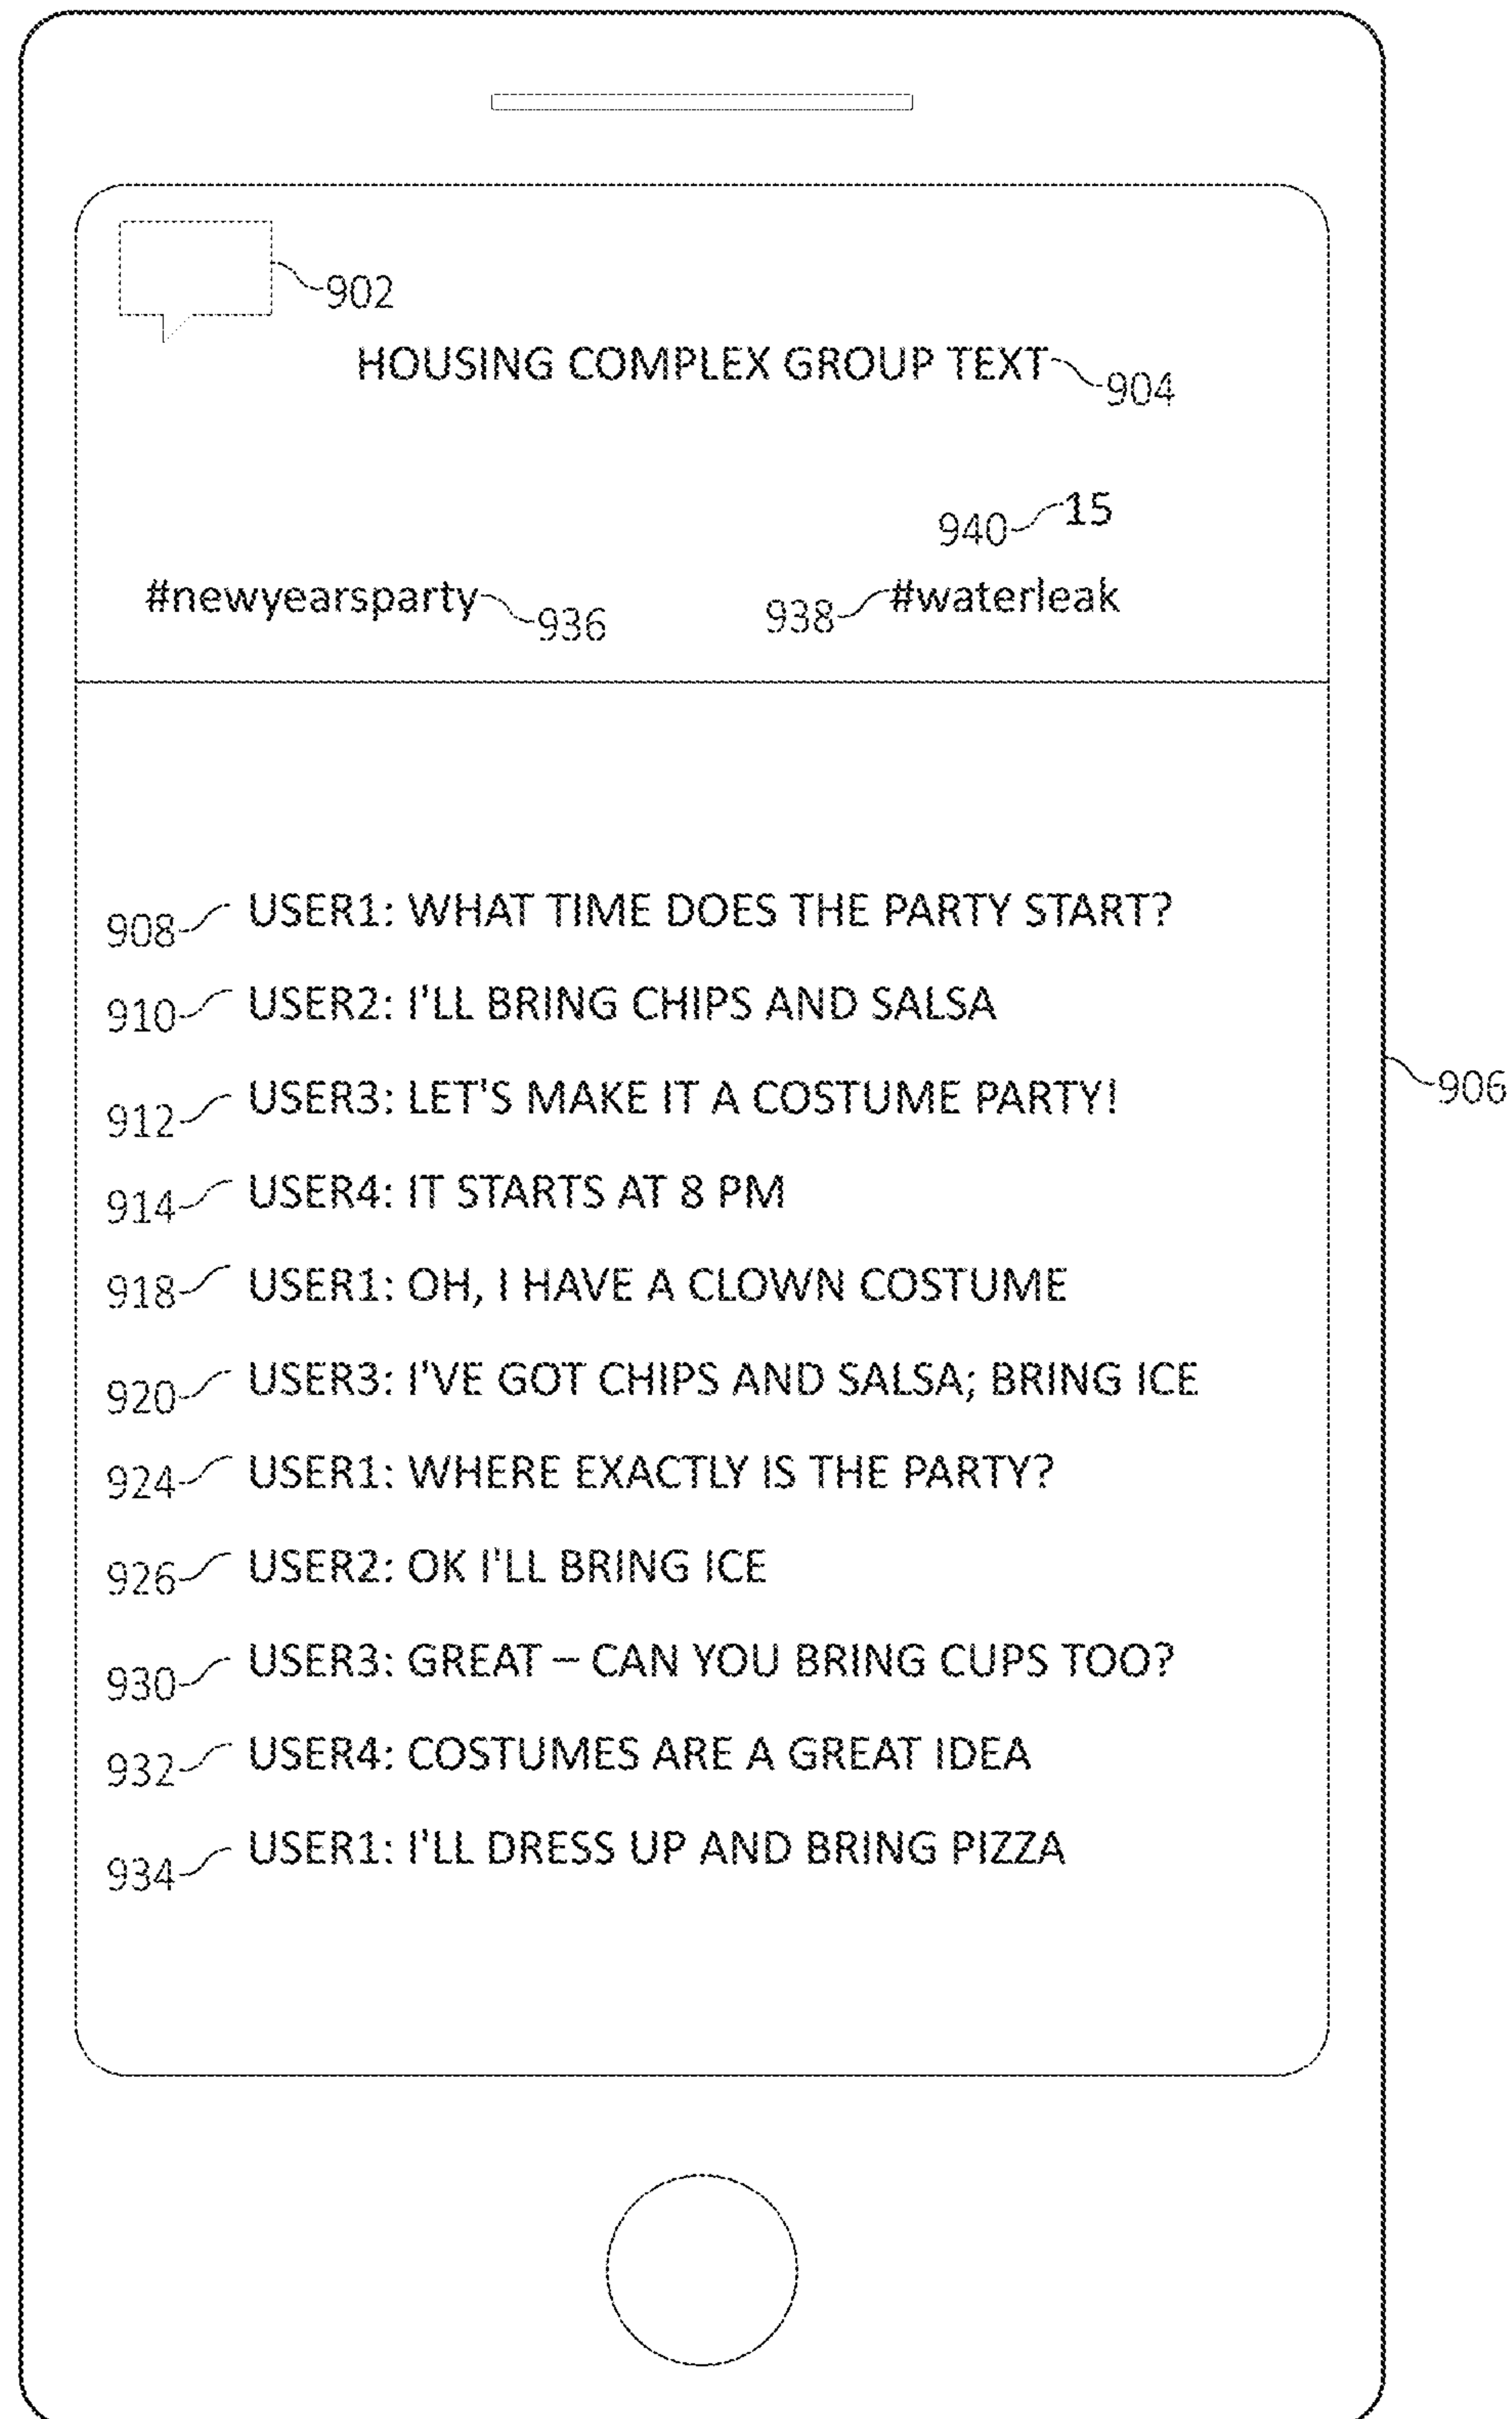 902
HOUSING COMPLEX GROUP TEXT 904
940 15
#newyearsparty 936 938 #waterleak
908 USER1: WHAT TIME DOES THE PARTY START?
910 USER2: I'LL BRING CHIPS AND SALSA
906
912 USER3: LET'S MAKE IT A COSTUME PARTY!
914 USER4: IT STARTS AT 8 PM
918 USER1: OH, I HAVE A CLOWN COSTUME
920 USER3: I'VE GOT CHIPS AND SALSA; BRING ICE
924 USER1: WHERE EXACTLY IS THE PARTY?
926 USER2: OK I'LL BRING ICE
930 USER3: GREAT – CAN YOU BRING CUPS TOO?
932 USER4: COSTUMES ARE A GREAT IDEA
934 USER1: I'LL DRESS UP AND BRING PIZZA